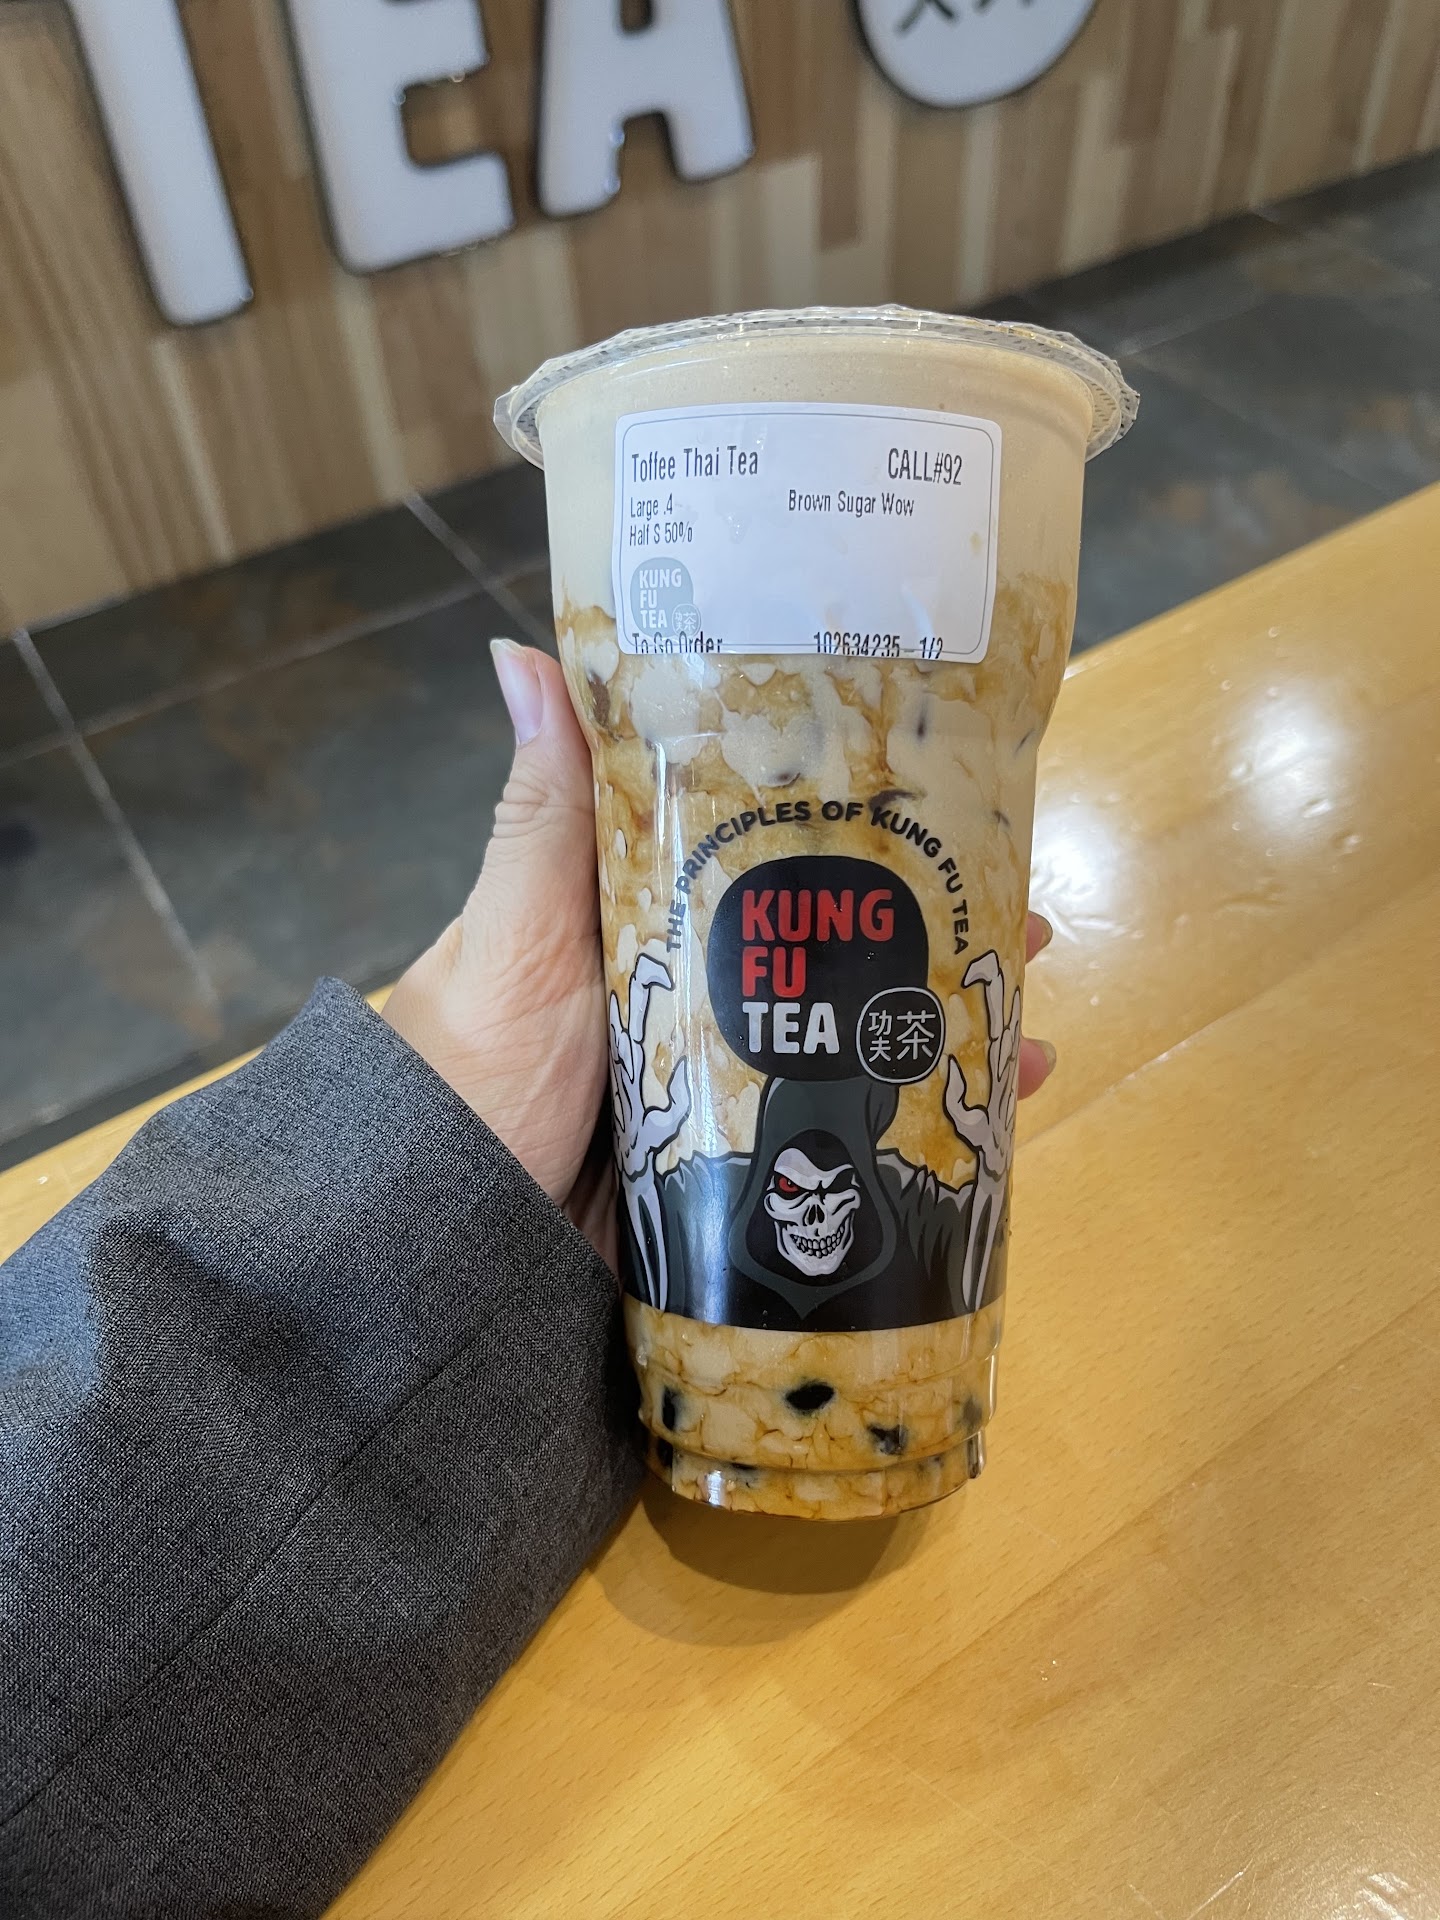 TEA
Toffee Thai Tea
CALL#92
Large .4
Brown Sugar Wow
Half S 50%
KUNG
FU
TEA
To Go Order
102634235 - 1/2
THE PRINCIPLES OF KUNG FU TEA
KUNG
FU
TEA
功夫
茶